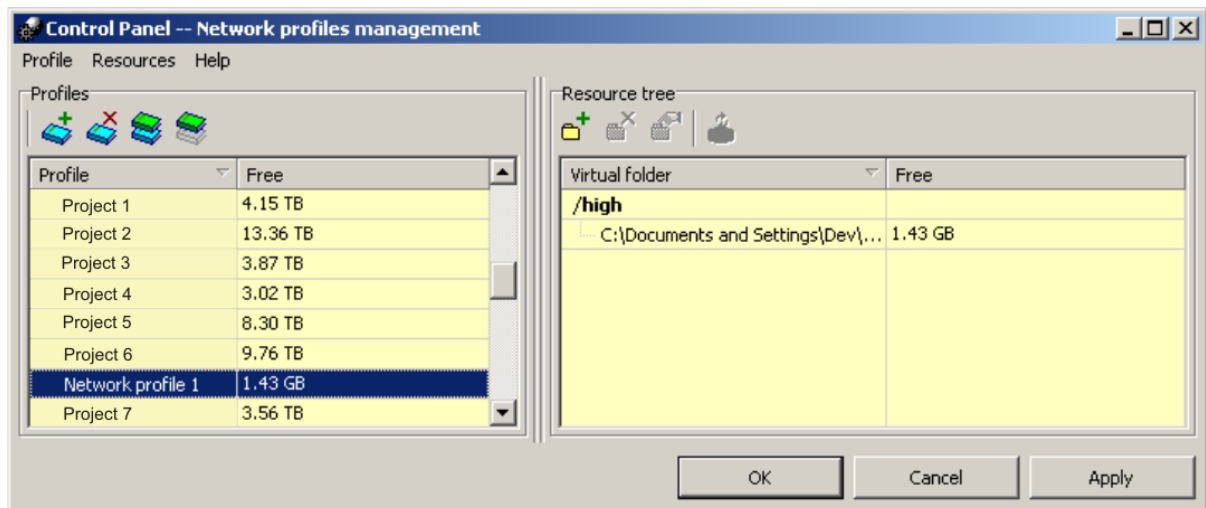 Control Panel -- Network profiles management
Profile Resources Help
Profiles
Profile Free
Project 1 4.15 TB
Project 2 13.36 TB
Project 3 3.87 TB
Project 4 3.02 TB
Project 5 8.30 TB
Project 6 9.76 TB
Network profile 1 1.43 GB
Project 7 3.56 TB
Resource tree
Virtual folder Free
/high
C:\Documents and Settings\Dev\... 1.43 GB
OK Cancel Apply